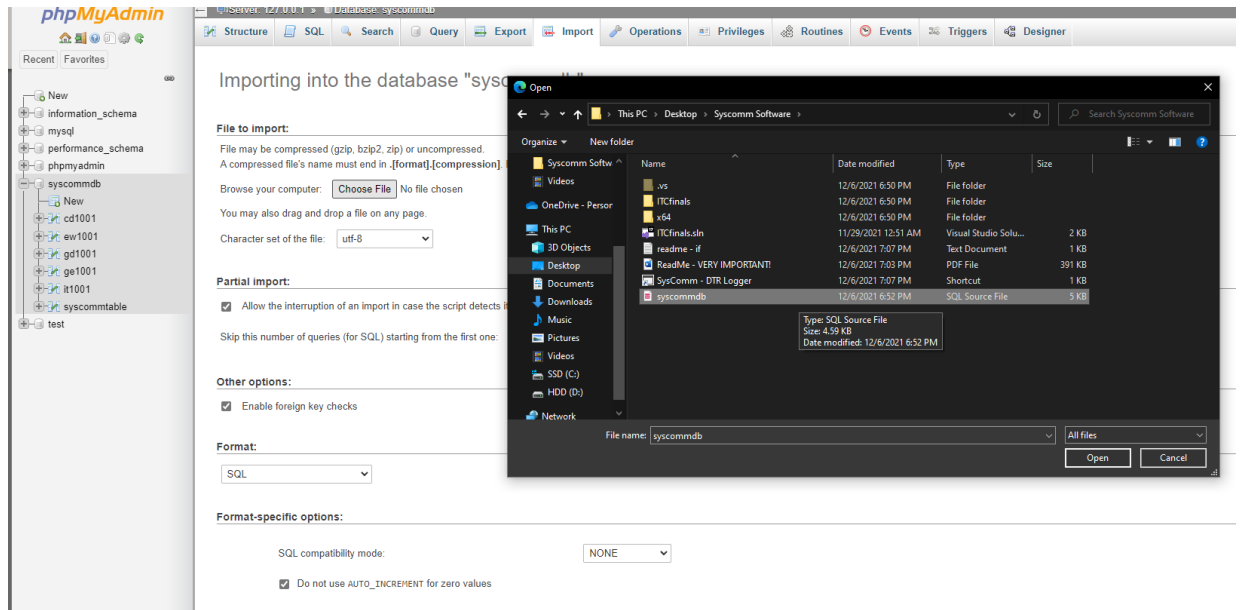 phpMyAdmin
Server: 127.0.0.1 » Database: syscommdb
Structure SQL Search Query Export Import Operations Privileges Routines Events Triggers Designer
Recent Favorites
New
information_schema
mysql
performance_schema
phpmyadmin
syscommdb
New
cd1001
ew1001
gd1001
ge1001
it1001
syscommtable
test
Importing into the database "sysc
File to import:
File may be compressed (gzip, bzip2, zip) or uncompressed.
A compressed file's name must end in .[format].[compression].
Browse your computer: Choose File No file chosen
You may also drag and drop a file on any page.
Character set of the file: utf-8
Partial import:
Allow the interruption of an import in case the script detects i
Skip this number of queries (for SQL) starting from the first one:
Other options:
Enable foreign key checks
Format:
SQL
Format-specific options:
SQL compatibility mode: NONE
Do not use AUTO_INCREMENT for zero values
Open
This PC > Desktop > Syscomm Software >
Search Syscomm Software
Organize New folder
Syscomm Softw
Videos
OneDrive - Person
This PC
3D Objects
Desktop
Documents
Downloads
Music
Pictures
Videos
SSD (C:)
HDD (D:)
Network
Name Date modified Type Size
.vs 12/6/2021 6:50 PM File folder
ITCfinals 12/6/2021 6:50 PM File folder
x64 12/6/2021 6:50 PM File folder
ITCfinals.sln 11/29/2021 12:51 AM Visual Studio Solu... 2 KB
readme - if 12/6/2021 7:07 PM Text Document 1 KB
ReadMe - VERY IMPORTANT! 12/6/2021 7:03 PM PDF File 391 KB
SysComm - DTR Logger 12/6/2021 7:07 PM Shortcut 1 KB
syscommdb 12/6/2021 6:52 PM SQL Source File 5 KB
Type: SQL Source File
Size: 4.59 KB
Date modified: 12/6/2021 6:52 PM
File name: syscommdb
All files
Open Cancel